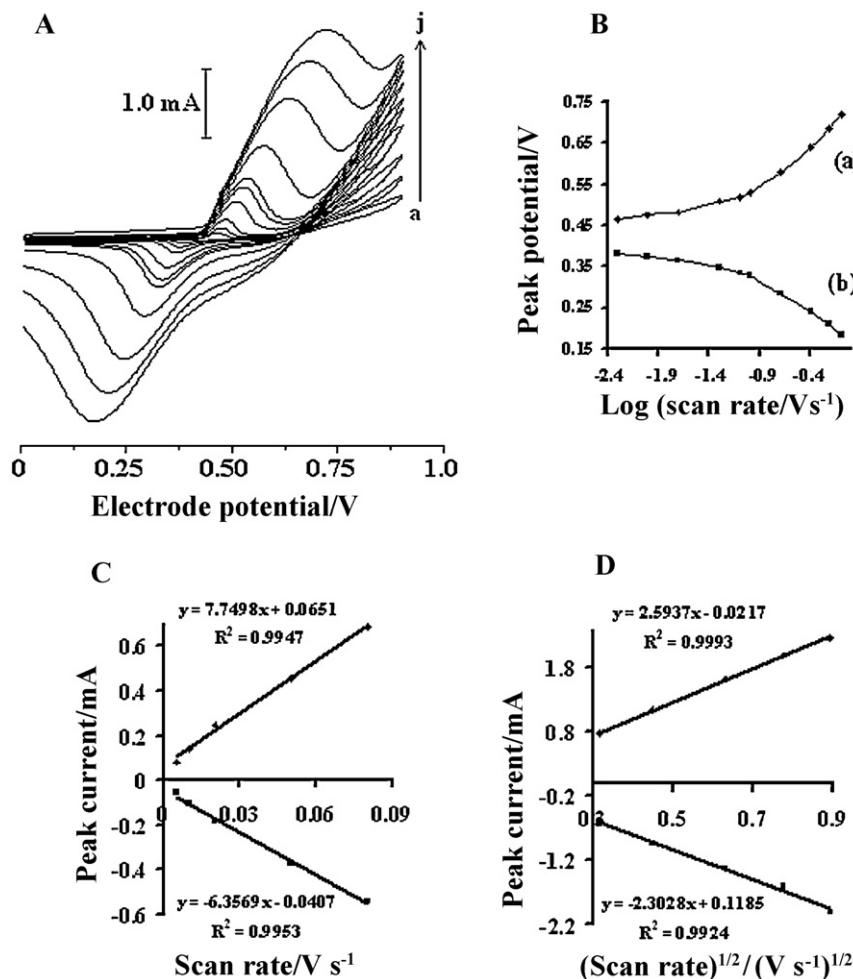 A
1.0 mA
j
a
0
0.25
0.50
0.75
1.0
Electrode potential/V
B
0.75
0.65
0.55
0.45
0.35
0.25
0.15
Peak potential/V
(a
(b)
-2.4 -1.9 -1.4 -0.9 -0.4
Log (scan rate/Vs⁻¹)
C
y = 7.7498x + 0.0651
R² = 0.9947
0.6
0.4
0.2
0
-0.2
-0.4
-0.6
0 0.03 0.06 0.09
Peak current/mA
y = -6.3569x - 0.0407
R² = 0.9953
Scan rate/V s⁻¹
D
y = 2.5937x - 0.0217
R² = 0.9993
1.8
0.8
-0.2
-1.2
-2.2
0.3 0.5 0.7 0.9
Peak current/mA
y = -2.3028x + 0.1185
R² = 0.9924
(Scan rate)¹/²/(V s⁻¹)¹/²